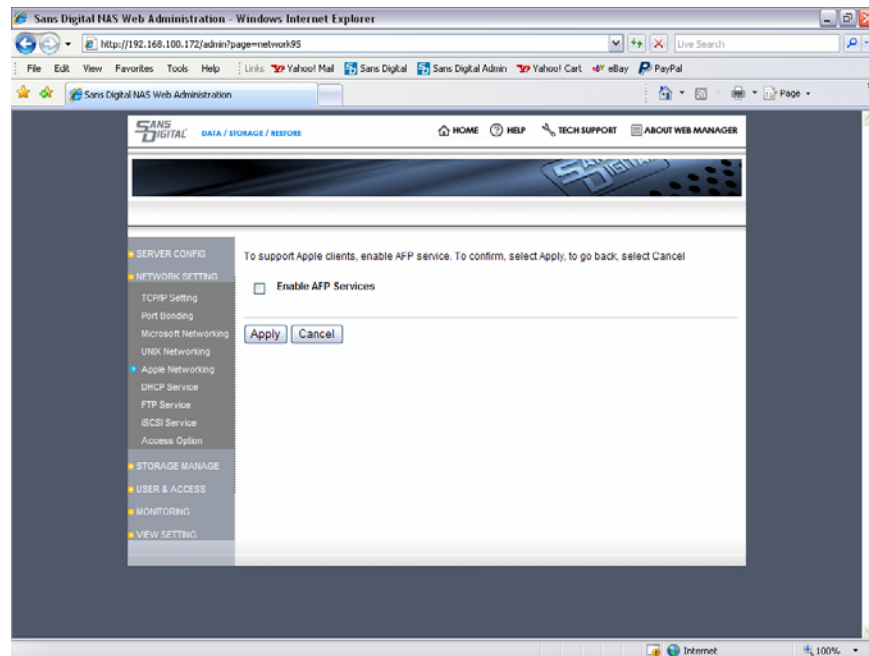 Sans Digital NAS Web Administration - Windows Internet Explorer
http://192.168.100.172/admin?page=network95
Live Search
File Edit View Favorites Tools Help Links Yahoo! Mail Sans Digital Sans Digital Admin Yahoo! Cart eBay PayPal
Sans Digital NAS Web Administration
Page
SANS DIGITAL DATA / STORAGE / RESTORE HOME HELP TECH SUPPORT ABOUT WEB MANAGER
SANS DIGITAL
SERVER CONFIG
NETWORK SETTING
TCP/IP Setting
Port Bonding
Microsoft Networking
UNIX Networking
Apple Networking
DHCP Service
FTP Service
iSCSI Service
Access Option
STORAGE MANAGE
USER & ACCESS
MONITORING
VIEW SETTING
To support Apple clients, enable AFP service. To confirm, select Apply, to go back, select Cancel
Enable AFP Services
Apply Cancel
Internet 100%